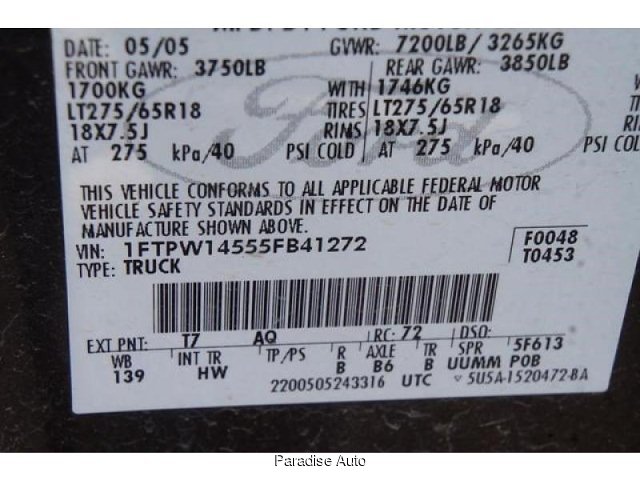 DATE: 05/05 GVWR: 7200LB/ 3265KG
FRONT GAWR: 3750LB REAR GAWR: 3850LB
1700KG WITH 1746KG WITH
LT275/65R18 TIRES LT275/65R18
18X7.5J RIMS 18X7.5J
AT 275 kPa/40 PSI COLD AT 275 kPa/40 PSI
Ford
THIS VEHICLE CONFORMS TO ALL APPLICABLE FEDERAL MOTOR
VEHICLE SAFETY STANDARDS IN EFFECT ON THE DATE OF
MANUFACTURE SHOWN ABOVE.
VIN: 1FTPW14555FB41272 F0048
TYPE: TRUCK T0453
EXT PNT: T7 AQ RC: 72 DSO:
WB INT TR TP/PS R AXLE TR SPR 5F613
139 HW B B6 B UUMM POB
2200505243316 UTC 5U5A-1520472-BA
Paradise Auto